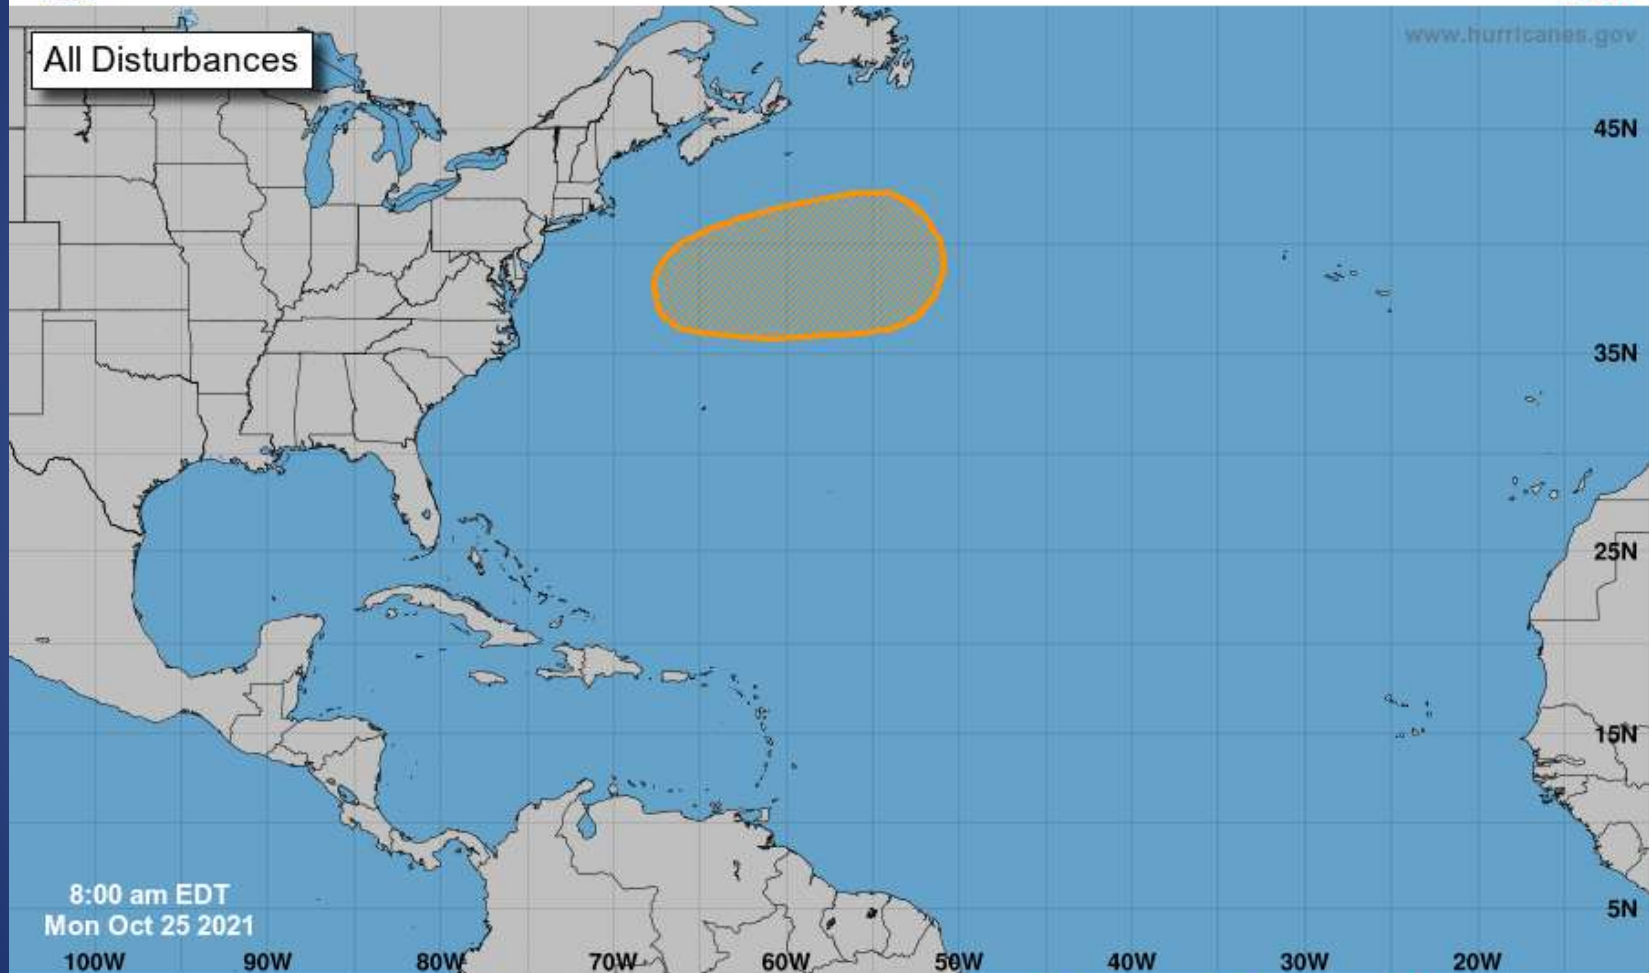 All Disturbances
www.hurricanes.gov
45N
35N
25N
15N
5N
8:00 am EDT
Mon Oct 25 2021
100W 90W 80W 70W 60W 50W 40W 30W 20W